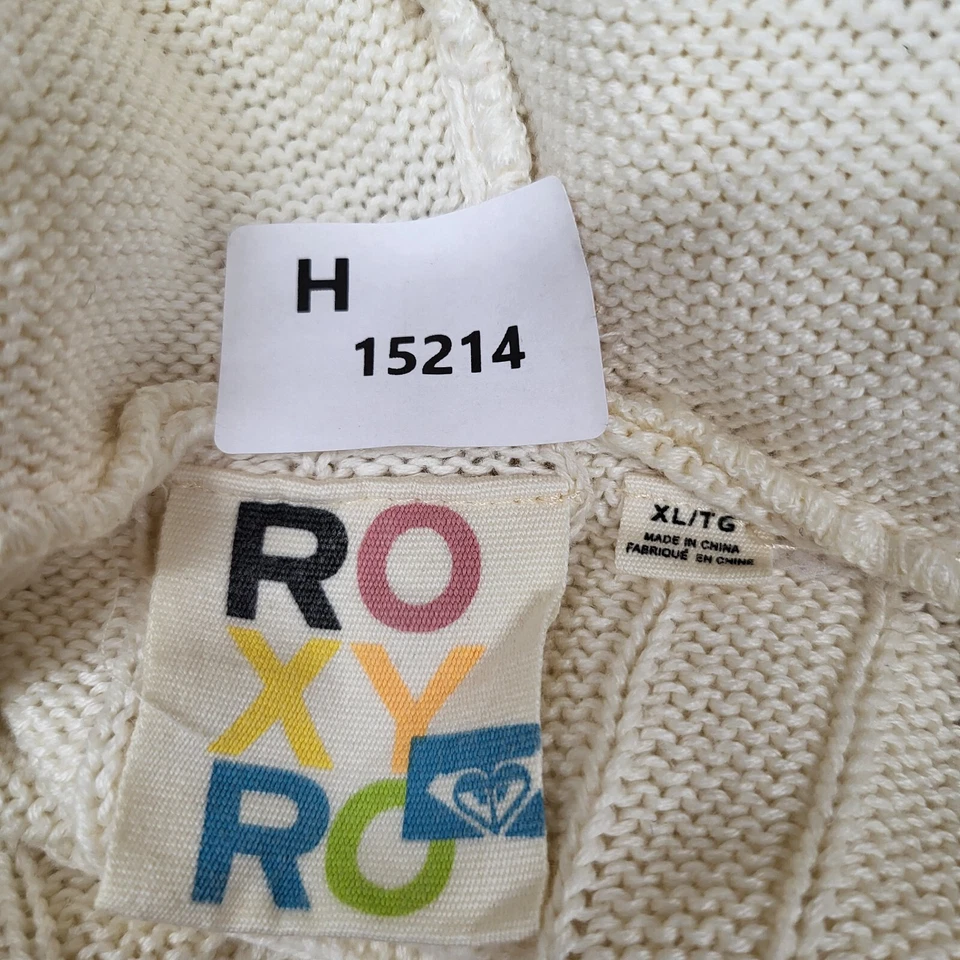 H
15214
RO
XY
RO
XL/TG
MADE IN CHINA
FABRIQUÉ EN CHINE